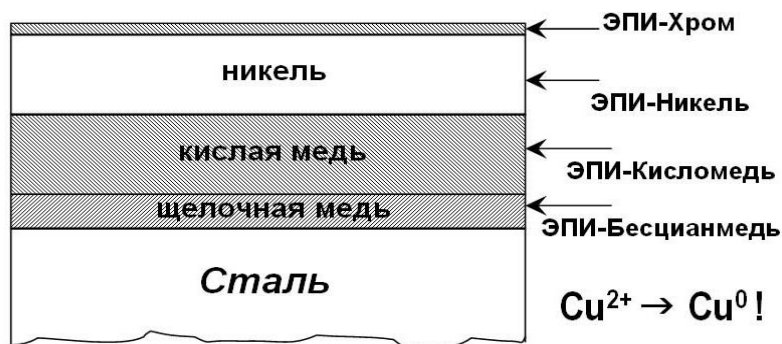 ЭПИ-Хром
никель
ЭПИ-Никель
кислая медь
ЭПИ-Кисломедь
щелочная медь
ЭПИ-Бесцианмедь
Сталь
Cu²⁺ → Cu⁰ !